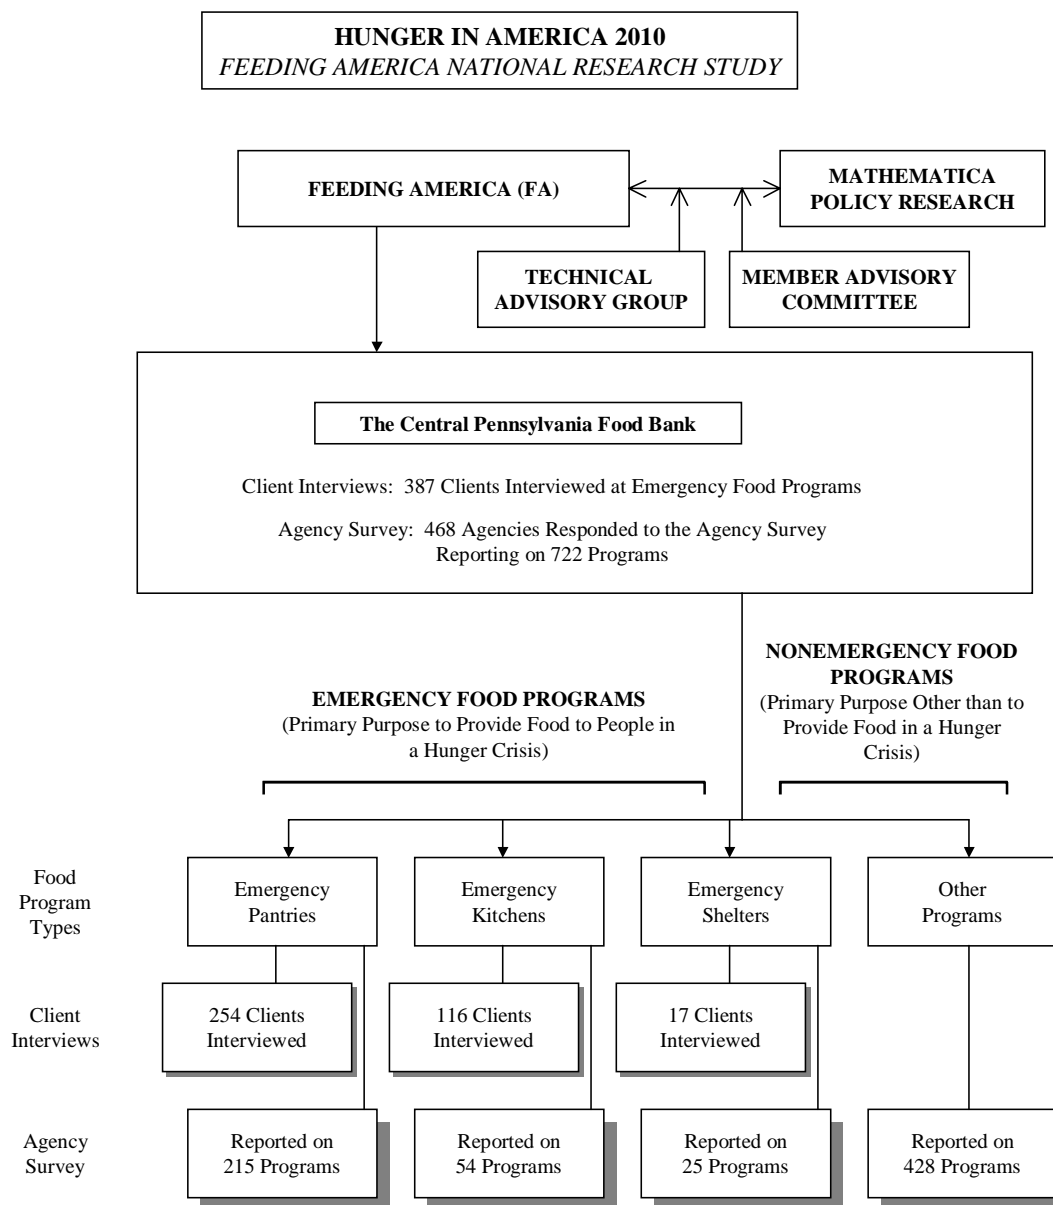 HUNGER IN AMERICA 2010
FEEDING AMERICA NATIONAL RESEARCH STUDY
FEEDING AMERICA (FA)
MATHEMATICA
POLICY RESEARCH
TECHNICAL
ADVISORY GROUP
MEMBER ADVISORY
COMMITTEE
The Central Pennsylvania Food Bank
Client Interviews:  387 Clients Interviewed at Emergency Food Programs
Agency Survey:  468 Agencies Responded to the Agency Survey
Reporting on 722 Programs
EMERGENCY FOOD PROGRAMS
(Primary Purpose to Provide Food to People in
a Hunger Crisis)
NONEMERGENCY FOOD
PROGRAMS
(Primary Purpose Other than to
Provide Food in a Hunger
Crisis)
Food
Program
Types
Emergency
Pantries
Emergency
Kitchens
Emergency
Shelters
Other
Programs
Client
Interviews
254 Clients
Interviewed
116 Clients
Interviewed
17 Clients
Interviewed
Agency
Survey
Reported on
215 Programs
Reported on
54 Programs
Reported on
25 Programs
Reported on
428 Programs